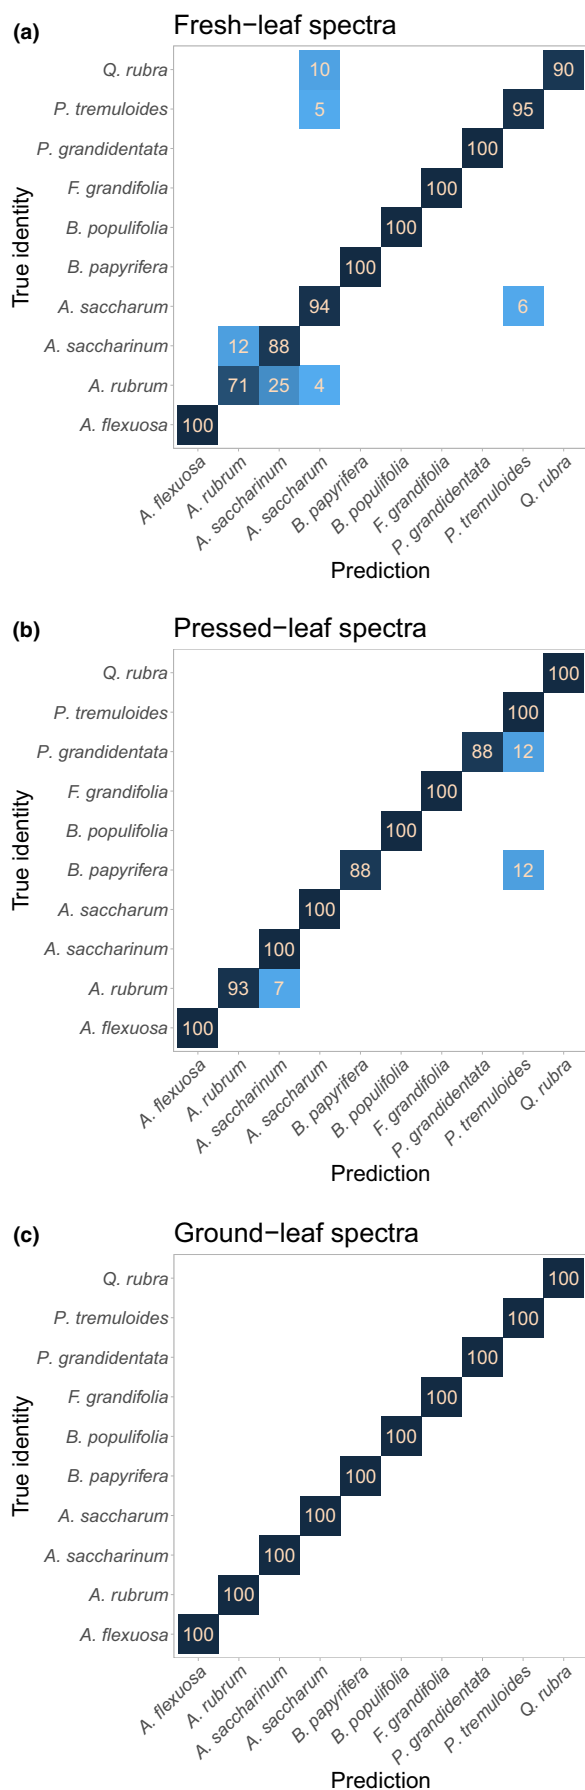 (a) Fresh−leaf spectra
True identity
Q. rubra 10 90
P. tremuloides 5 95
P. grandidentata 100
F. grandifolia 100
B. populifolia 100
B. papyrifera 100
A. saccharum 94 6
A. saccharinum 12 88
A. rubrum 71 25 4
A. flexuosa 100
A. flexuosa A. rubrum A. saccharinum A. saccharum B. papyrifera B. populifolia F. grandifolia P. grandidentata P. tremuloides Q. rubra
Prediction
(b) Pressed−leaf spectra
True identity
Q. rubra 100
P. tremuloides 100
P. grandidentata 88 12
F. grandifolia 100
B. populifolia 100
B. papyrifera 88 12
A. saccharum 100
A. saccharinum 100
A. rubrum 93 7
A. flexuosa 100
A. flexuosa A. rubrum A. saccharinum A. saccharum B. papyrifera B. populifolia F. grandifolia P. grandidentata P. tremuloides Q. rubra
Prediction
(c) Ground−leaf spectra
True identity
Q. rubra 100
P. tremuloides 100
P. grandidentata 100
F. grandifolia 100
B. populifolia 100
B. papyrifera 100
A. saccharum 100
A. saccharinum 100
A. rubrum 100
A. flexuosa 100
A. flexuosa A. rubrum A. saccharinum A. saccharum B. papyrifera B. populifolia F. grandifolia P. grandidentata P. tremuloides Q. rubra
Prediction